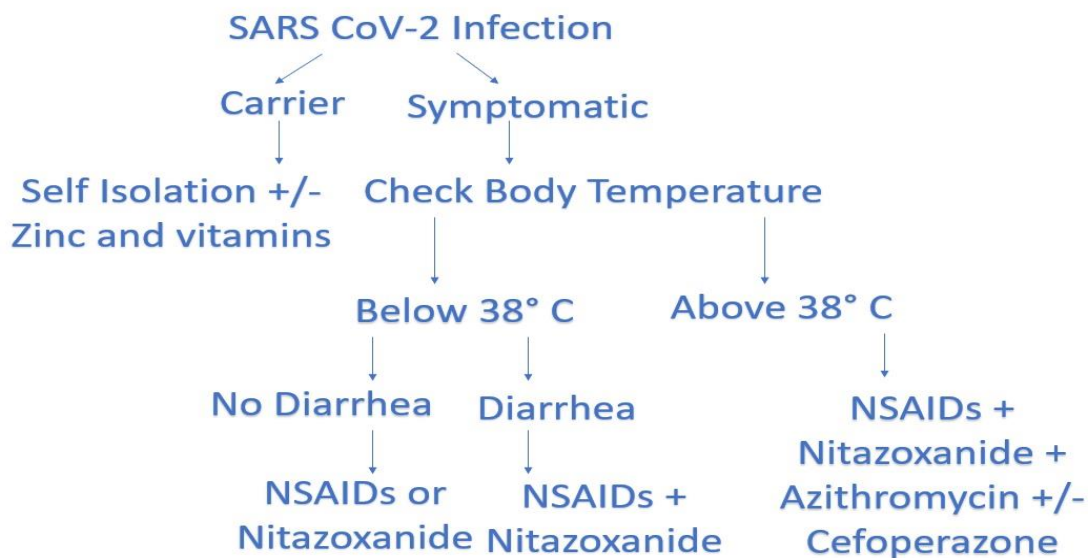 SARS CoV-2 Infection
Carrier
Symptomatic
Self Isolation +/-
Zinc and vitamins
Check Body Temperature
Below 38° C
Above 38° C
No Diarrhea
Diarrhea
NSAIDs or
Nitazoxanide
NSAIDs +
Nitazoxanide
NSAIDs +
Nitazoxanide +
Azithromycin +/-
Cefoperazone